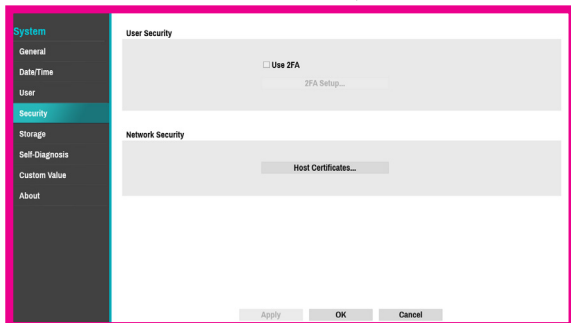 System
General
Date/Time
User
Security
Storage
Self-Diagnosis
Custom Value
About
User Security
Use 2FA
2FA Setup...
Network Security
Host Certificates...
Apply
OK
Cancel